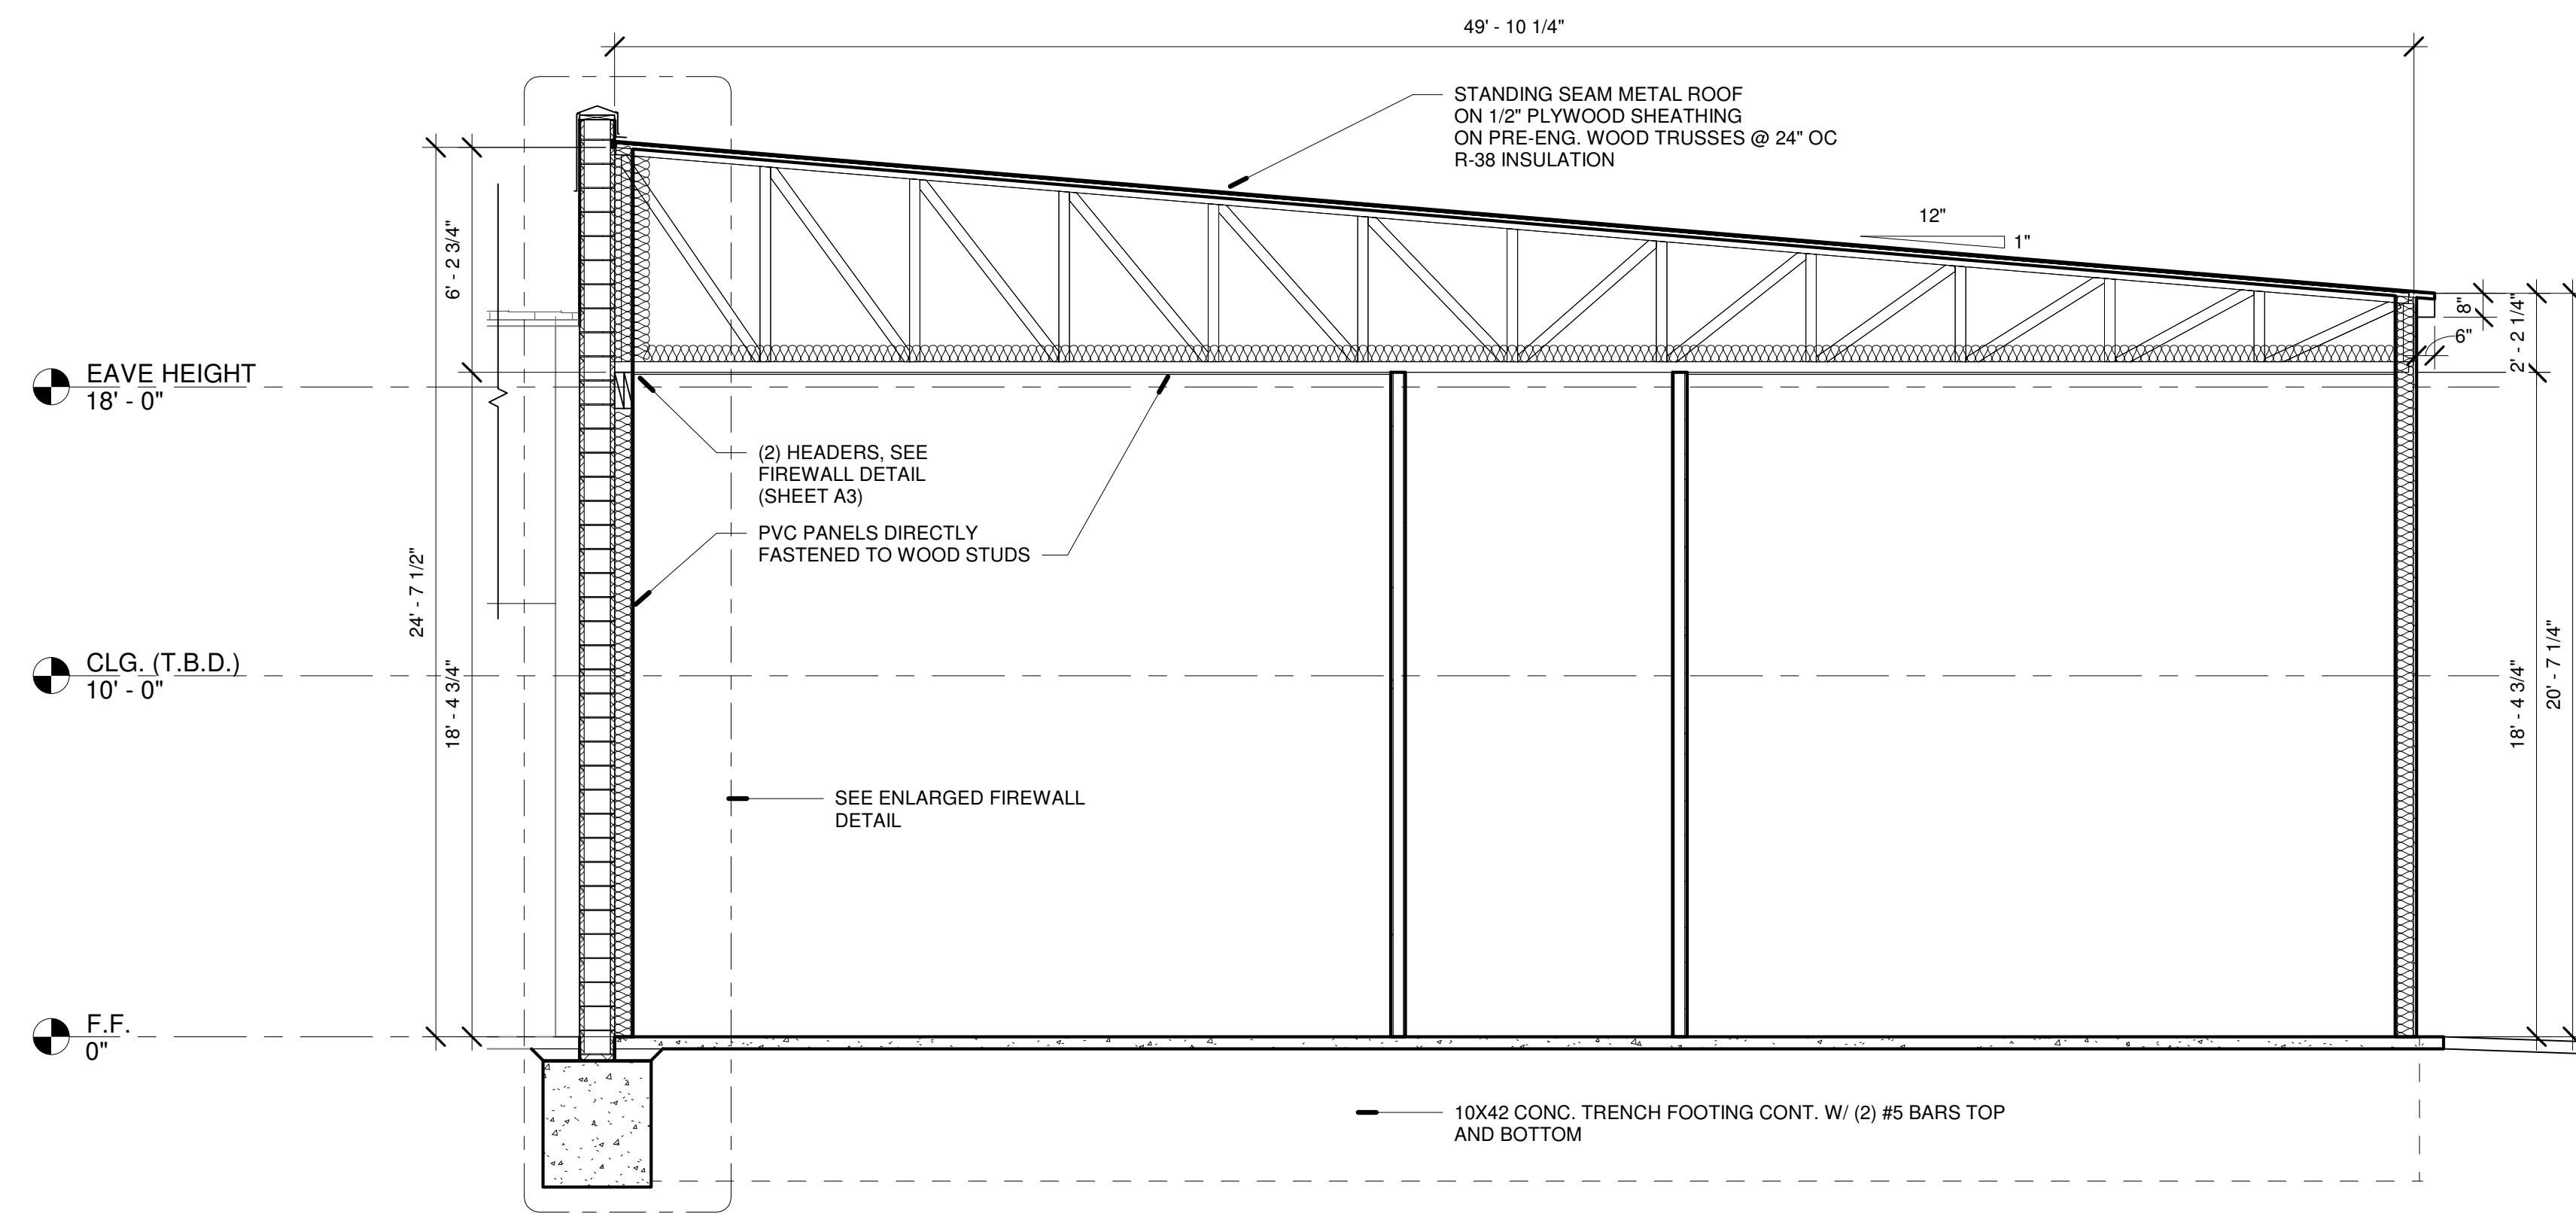 49' - 10 1/4"
STANDING SEAM METAL ROOF
ON 1/2" PLYWOOD SHEATHING
ON PRE-ENG. WOOD TRUSSES @ 24" OC
R-38 INSULATION
12"
1"
6' - 2 3/4"
8"
2' - 2 1/4"
6"
EAVE HEIGHT
18' - 0"
(2) HEADERS, SEE
FIREWALL DETAIL
(SHEET A3)
PVC PANELS DIRECTLY
FASTENED TO WOOD STUDS
24' - 7 1/2"
CLG. (T.B.D.)
10' - 0"
18' - 4 3/4"
18' - 4 3/4"
20' - 7 1/4"
SEE ENLARGED FIREWALL
DETAIL
F.F.
0"
10X42 CONC. TRENCH FOOTING CONT. W/ (2) #5 BARS TOP
AND BOTTOM